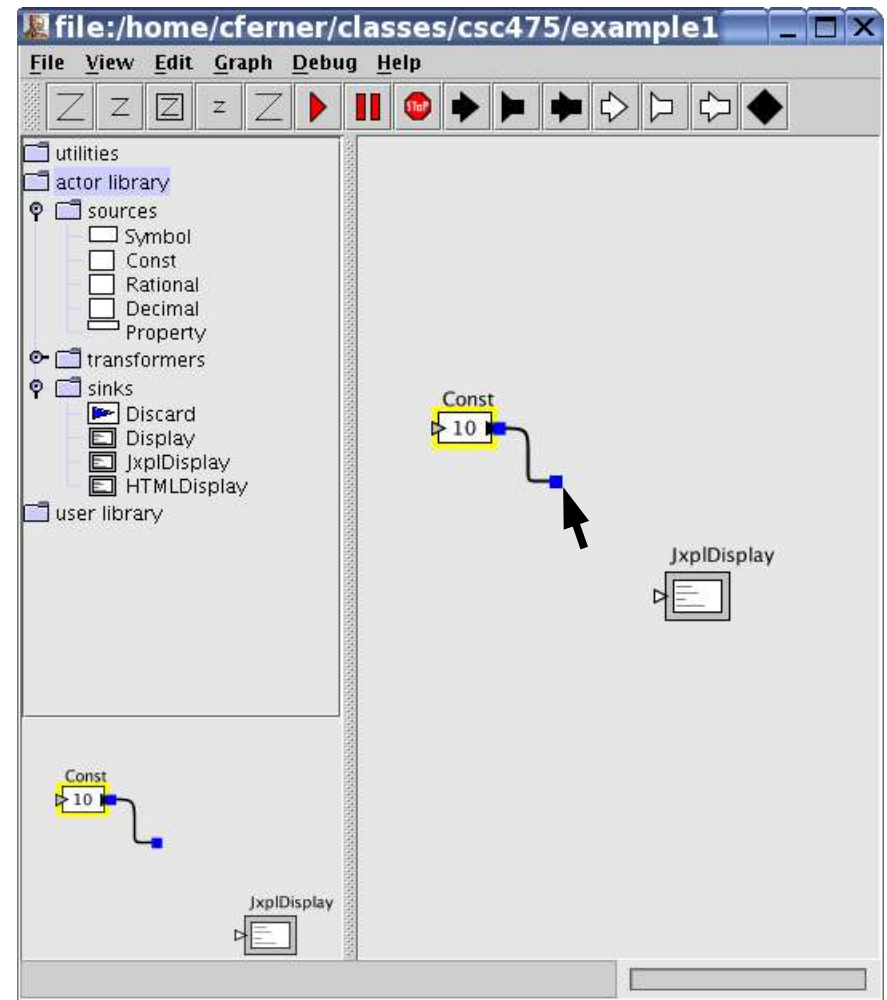 file:/home/cferner/classes/csc475/example1
File View Edit Graph Debug Help
Z Z Z z Z STOP
utilities
actor library
sources
Symbol
Const
Rational
Decimal
Property
transformers
sinks
Discard
Display
JxplDisplay
HTMLDisplay
user library
Const
10
JxplDisplay
Const
10
JxplDisplay